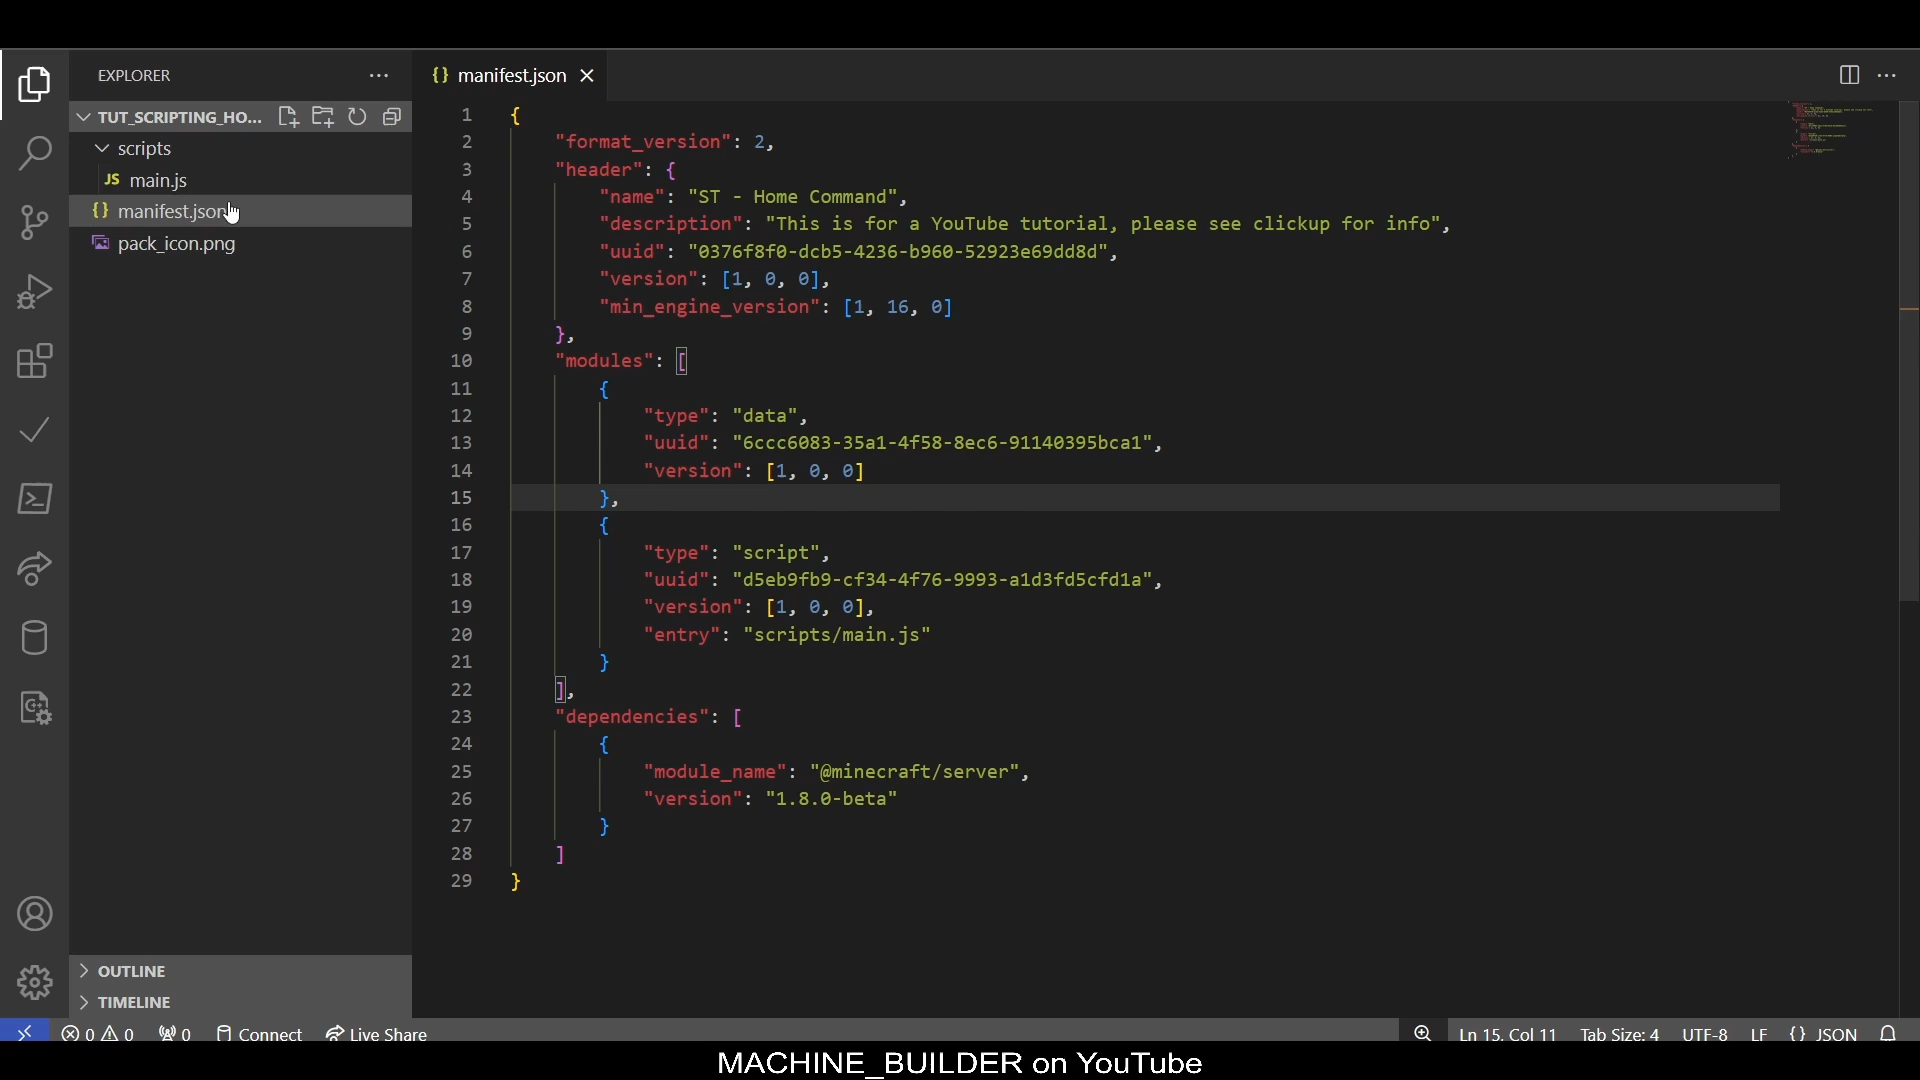 EXPLORER
TUT_SCRIPTING_HO...
scripts
JS main.js
{} manifest.json
pack_icon.png
OUTLINE
TIMELINE
{} manifest.json
1 {
2 "format_version": 2,
3 "header": {
4 "name": "ST - Home Command",
5 "description": "This is for a YouTube tutorial, please see clickup for info",
6 "uuid": "0376f8f0-dcb5-4236-b960-52923e69dd8d",
7 "version": [1, 0, 0],
8 "min_engine_version": [1, 16, 0]
9 },
10 "modules": [
11 {
12 "type": "data",
13 "uuid": "6ccc6083-35a1-4f58-8ec6-91140395bca1",
14 "version": [1, 0, 0]
15 },
16 {
17 "type": "script",
18 "uuid": "d5eb9fb9-cf34-4f76-9993-a1d3fd5cfd1a",
19 "version": [1, 0, 0],
20 "entry": "scripts/main.js"
21 }
22 ],
23 "dependencies": [
24 {
25 "module_name": "@minecraft/server",
26 "version": "1.8.0-beta"
27 }
28 ]
29 }
0 0 0 Connect Live Share
Ln 15, Col 11 Tab Size: 4 UTF-8 LF {} JSON
MACHINE_BUILDER on YouTube